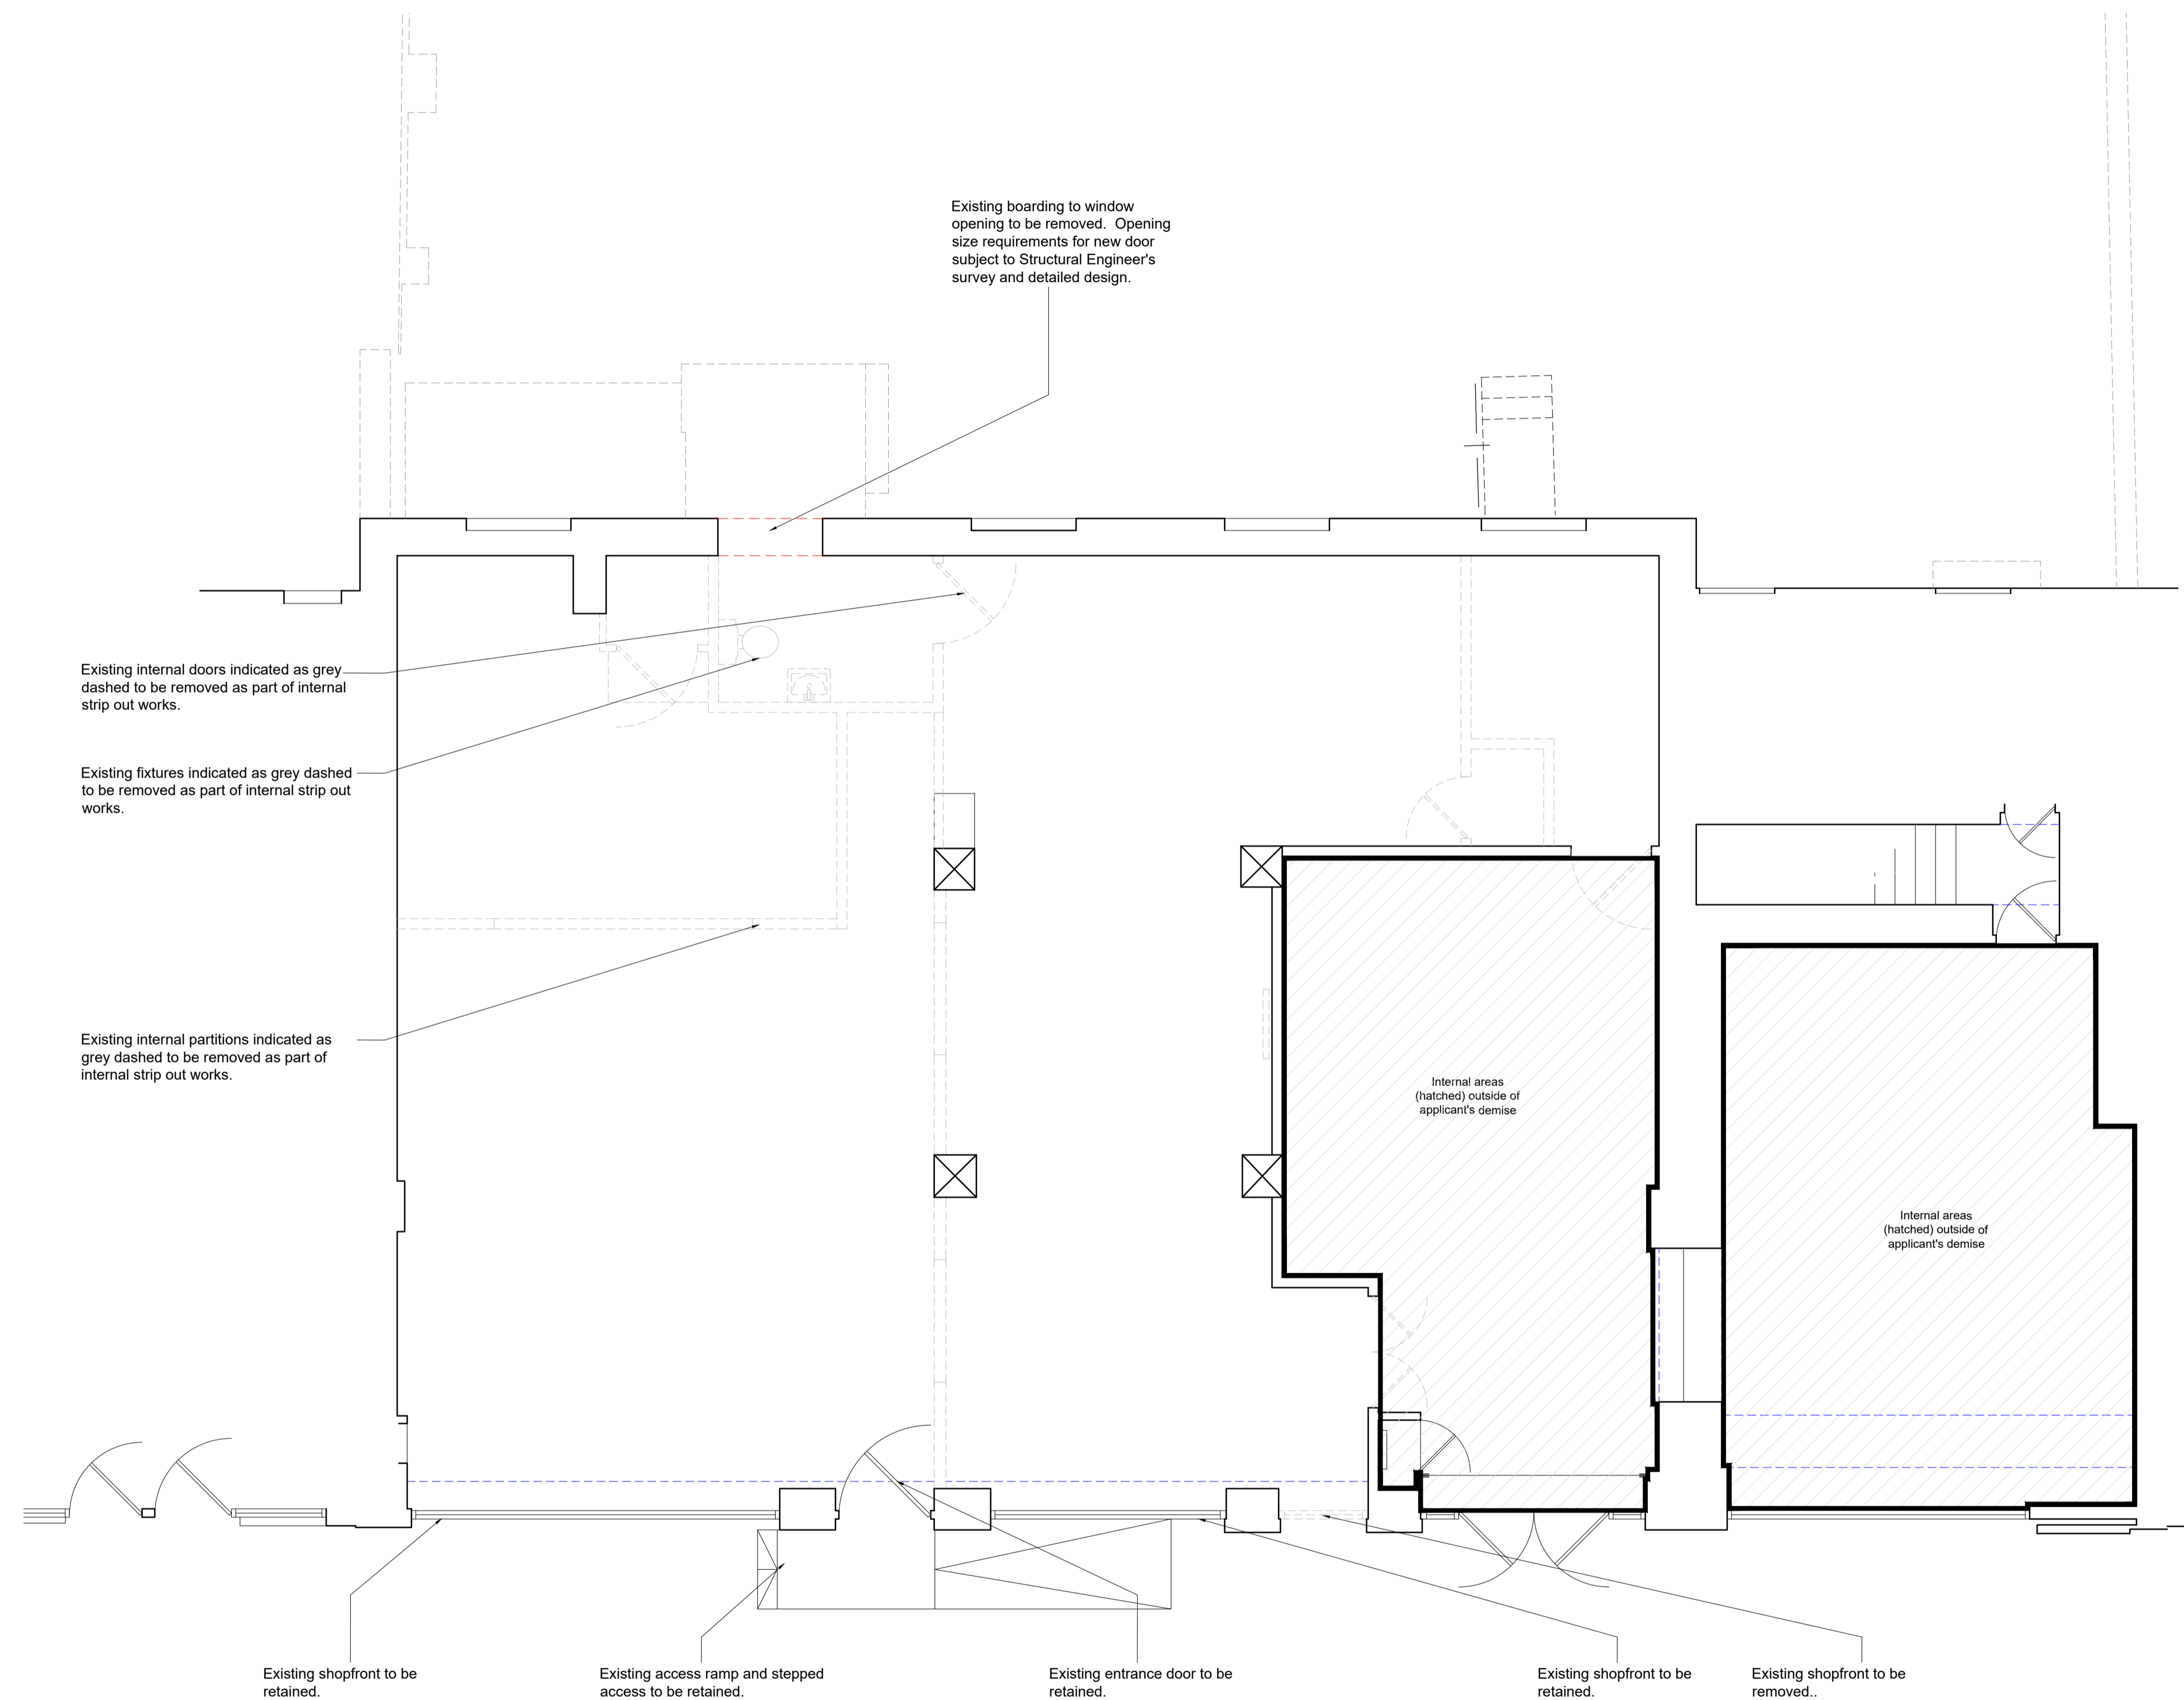 Existing boarding to window
opening to be removed.  Opening
size requirements for new door
subject to Structural Engineer's
survey and detailed design.
Existing internal doors indicated as grey
dashed to be removed as part of internal
strip out works.
Existing fixtures indicated as grey dashed
to be removed as part of internal strip out
works.
Existing internal partitions indicated as
grey dashed to be removed as part of
internal strip out works.
Internal areas
(hatched) outside of
applicant's demise
Internal areas
(hatched) outside of
applicant's demise
Existing shopfront to be
retained.
Existing access ramp and stepped
access to be retained.
Existing entrance door to be
retained.
Existing shopfront to be
retained.
Existing shopfront to be
removed..